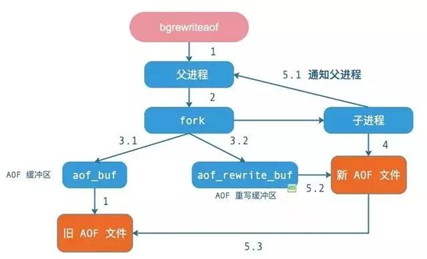 bgrewriteaof
1
父进程
5.1 通知父进程
2
fork
子进程
3.1
3.2
4
AOF 缓冲区
aof_buf
aof_rewrite_buf
5.2
新 AOF 文件
1
AOF 重写缓冲区
旧 AOF 文件
5.3